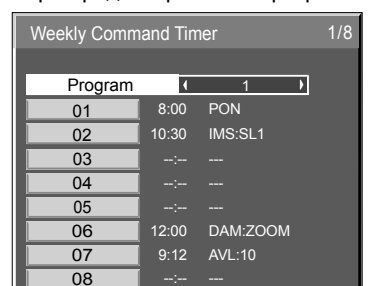 Weekly Command Timer 1/8
Program 1
01 8:00 PON
02 10:30 IMS:SL1
03 --:-- ---
04 --:-- ---
05 --:-- ---
06 12:00 DAM:ZOOM
07 9:12 AVL:10
08 --:-- ---